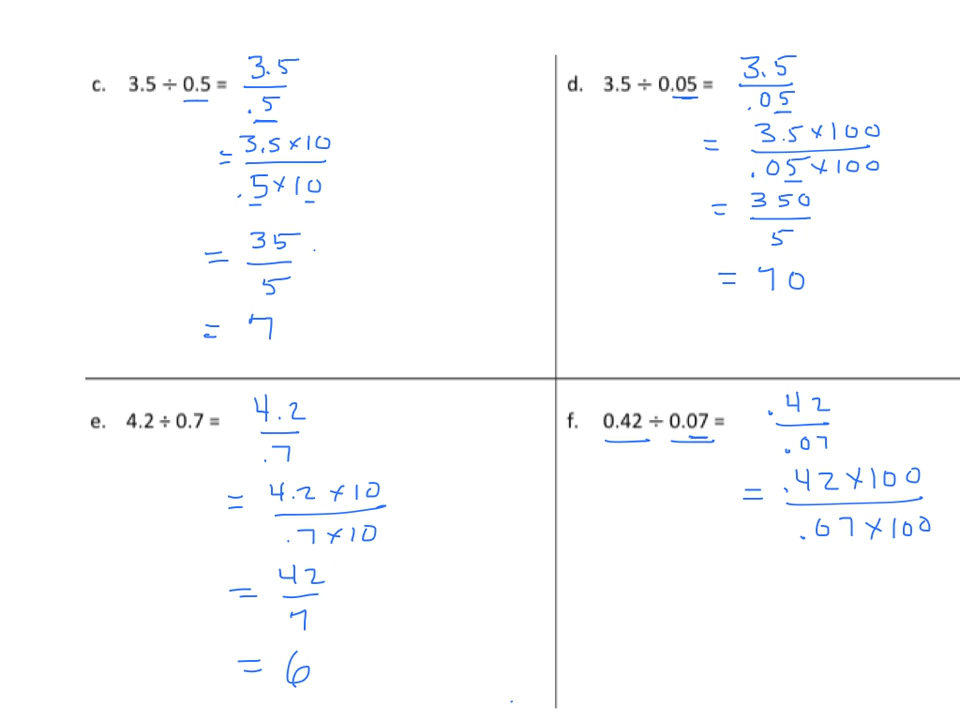 c. 3.5 ÷ 0.5 = 3.5 / .5
= 3.5 × 10 / .5 × 10
= 35 / 5
= 7
d. 3.5 ÷ 0.05 = 3.5 / .05
= 3.5 × 100 / .05 × 100
= 350 / 5
= 70
e. 4.2 ÷ 0.7 = 4.2 / .7
= 4.2 × 10 / .7 × 10
= 42 / 7
= 6
f. 0.42 ÷ 0.07 = .42 / .07
= .42 × 100 / .07 × 100